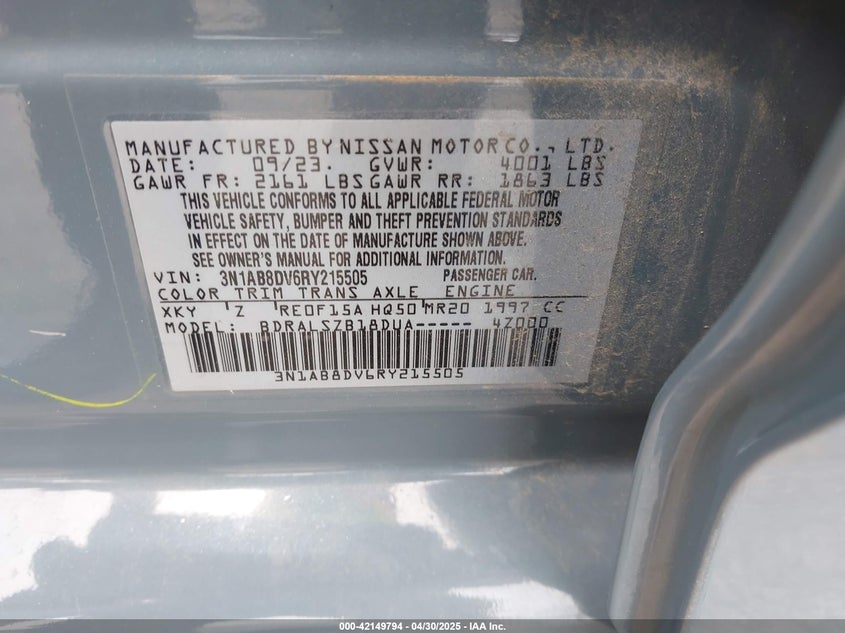 MANUFACTURED BY NISSAN MOTOR CO., LTD.
DATE: 09/23. GVWR: 4001 LBS
GAWR FR: 2161 LBS GAWR RR: 1863 LBS
THIS VEHICLE CONFORMS TO ALL APPLICABLE FEDERAL MOTOR
VEHICLE SAFETY, BUMPER AND THEFT PREVENTION STANDARDS
IN EFFECT ON THE DATE OF MANUFACTURE SHOWN ABOVE.
SEE OWNER'S MANUAL FOR ADDITIONAL INFORMATION.
VIN: 3N1AB8DV6RY215505 PASSENGER CAR.
COLOR TRIM TRANS AXLE ENGINE
XKY Z RE0F15A HQ50 MR20 1997 CC
MODEL: BDRALSZB18DUA----- 4Z000
3N1AB8DV6RY215505
000-42149794 - 04/30/2025 - IAA Inc.